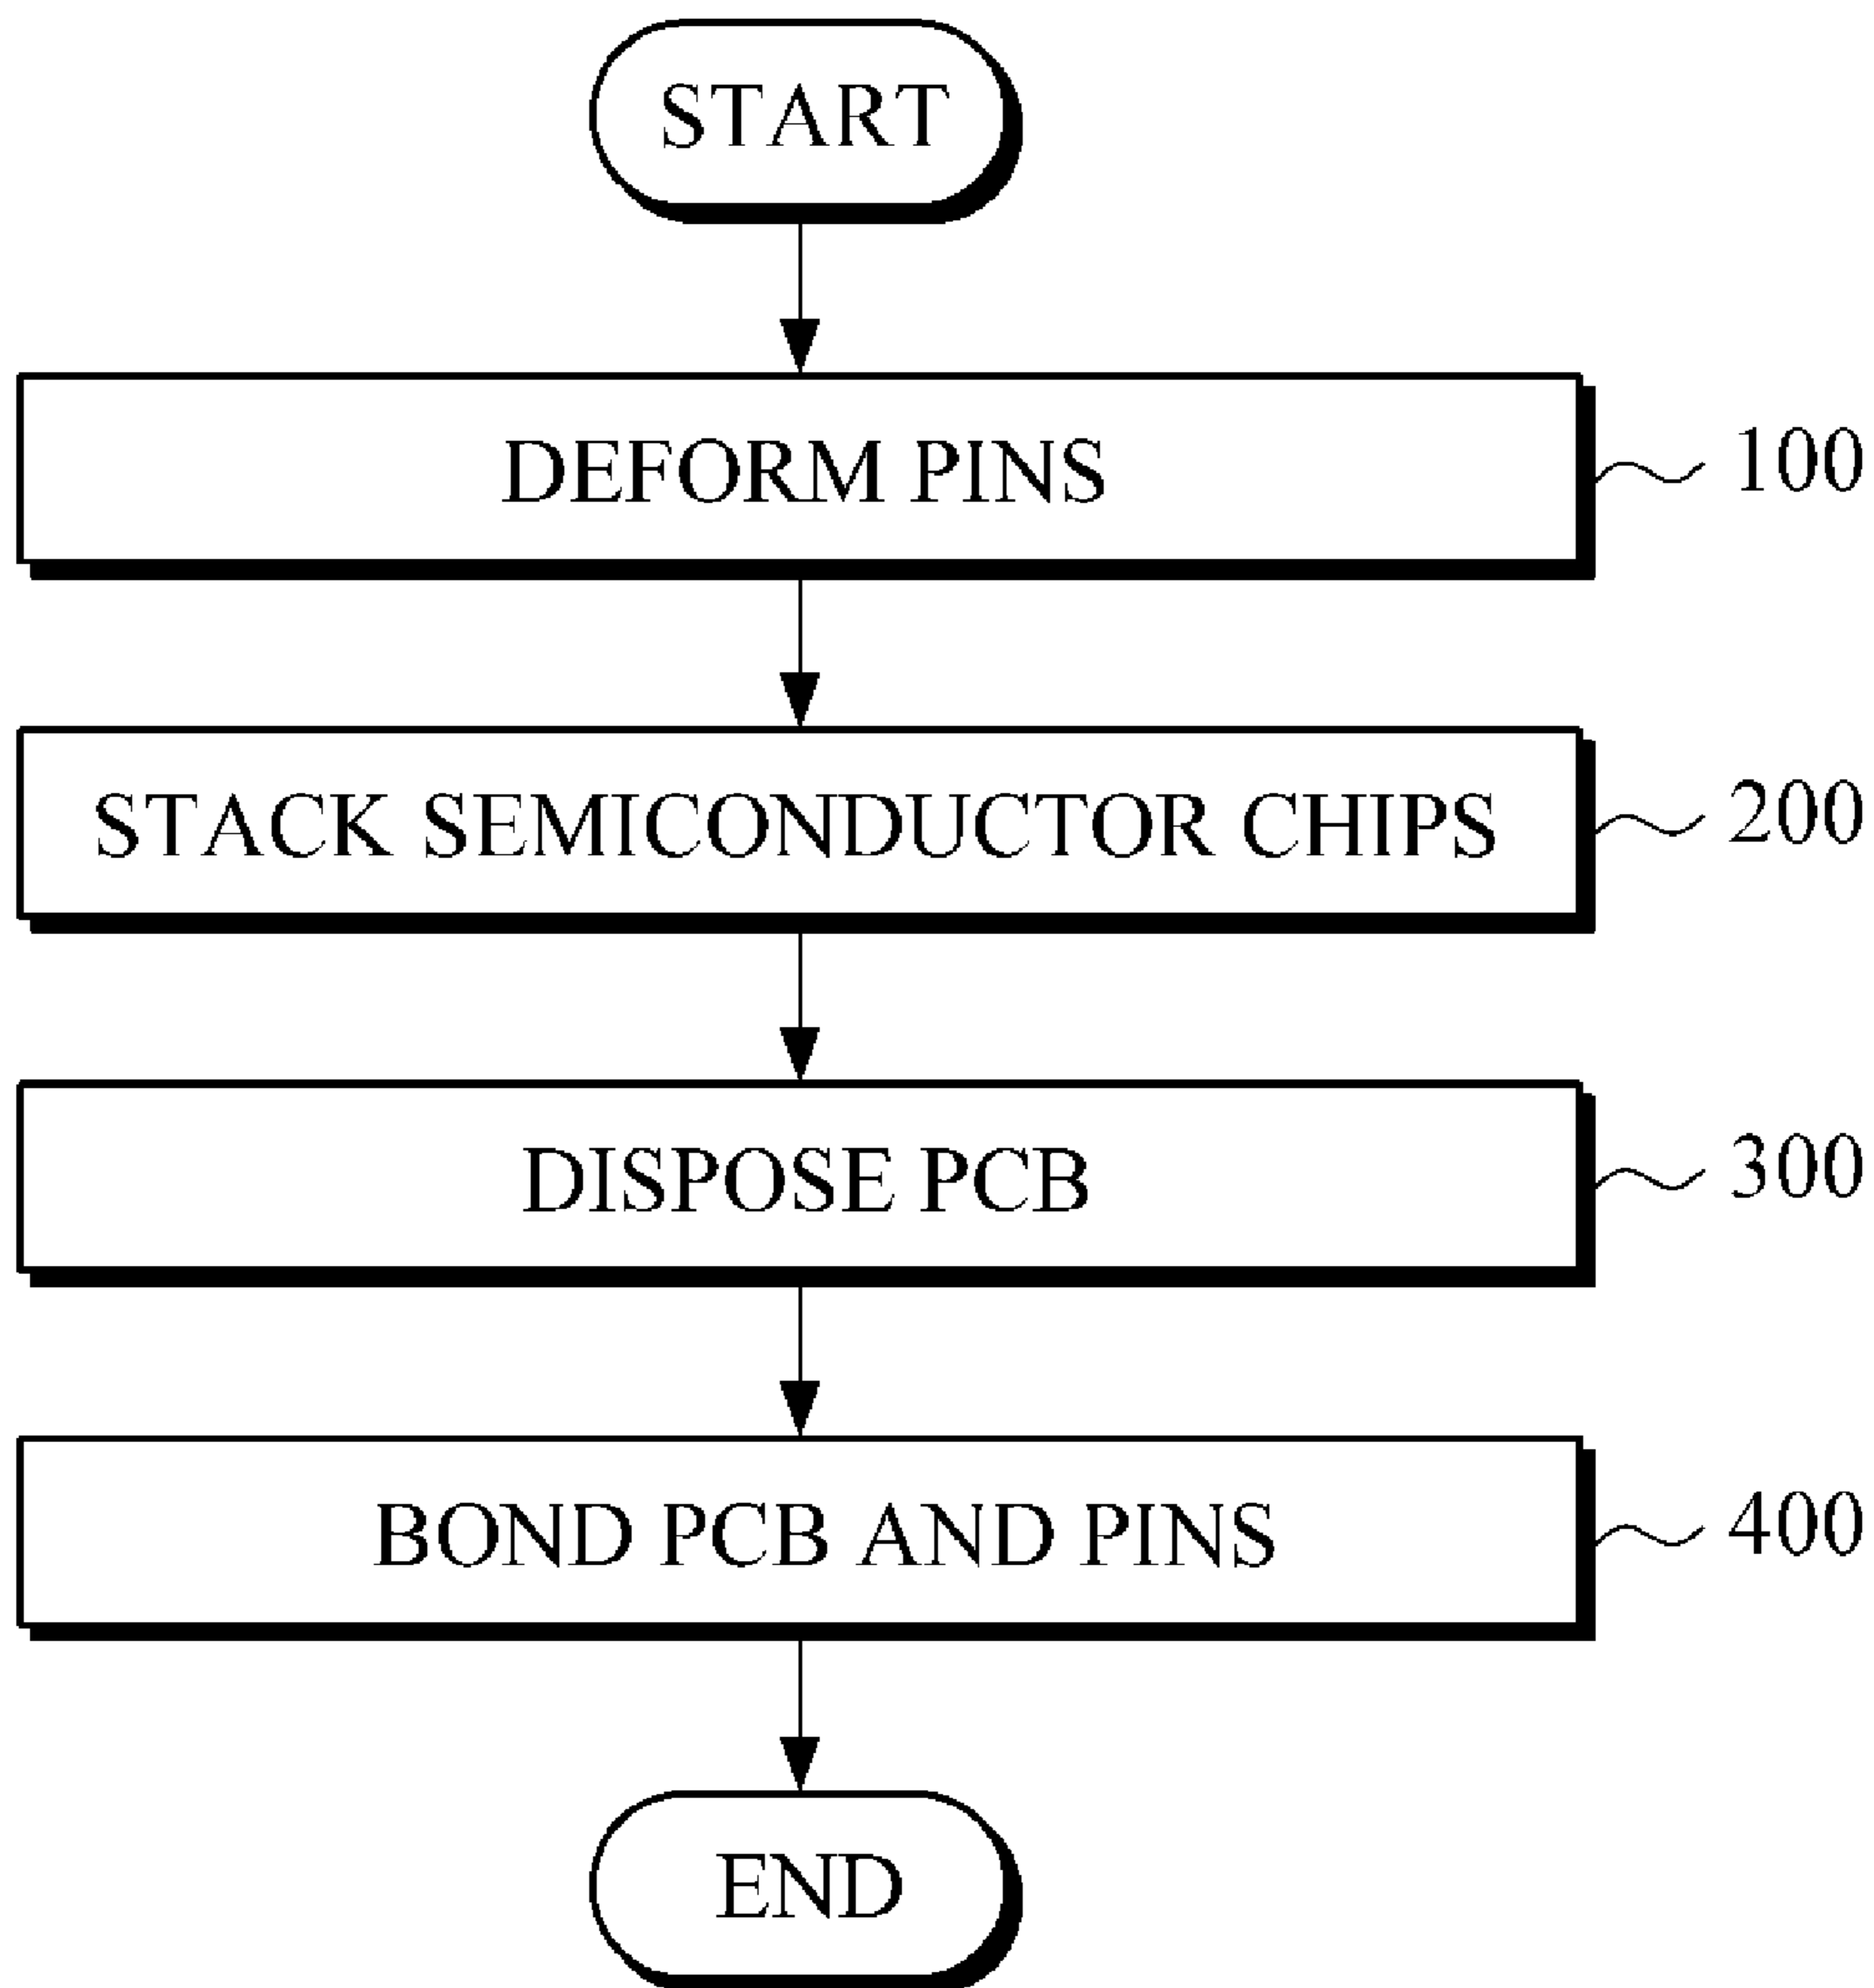 START
DEFORM PINS
100
STACK SEMICONDUCTOR CHIPS
200
DISPOSE PCB
300
BOND PCB AND PINS
400
END